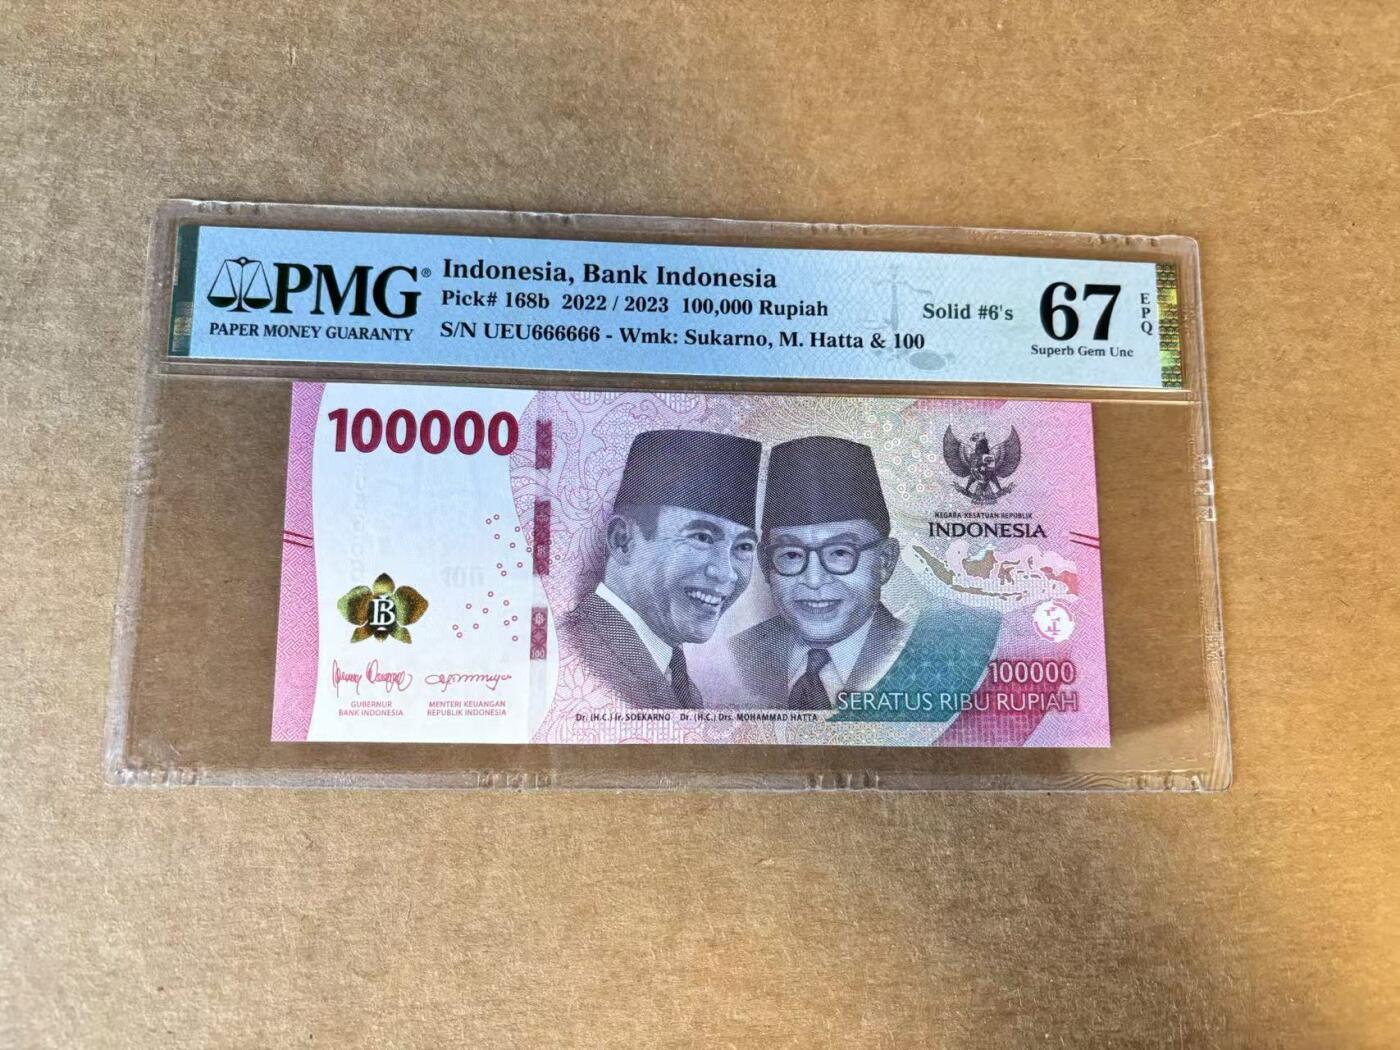 PMG®
PAPER MONEY GUARANTY
Indonesia, Bank Indonesia
Pick# 168b 2022 / 2023 100,000 Rupiah
S/N UEU666666 - Wmk: Sukarno, M. Hatta & 100
Solid #6's
67
EPQ
Superb Gem Unc
100000
NEGARA KESATUAN REPUBLIK
INDONESIA
BI
GUBERNUR
BANK INDONESIA
MENTERI KEUANGAN
REPUBLIK INDONESIA
Dr. (H.C.) Ir. SOEKARNO
Dr. (H.C.) Drs. MOHAMMAD HATTA
100000
SERATUS RIBU RUPIAH